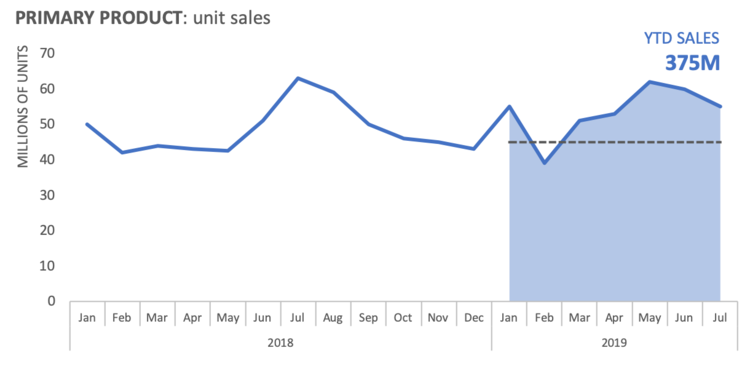 PRIMARY PRODUCT: unit sales
YTD SALES
375M
MILLIONS OF UNITS
70
60
50
40
30
20
10
0
Jan Feb Mar Apr May Jun Jul Aug Sep Oct Nov Dec Jan Feb Mar Apr May Jun Jul
2018 2019